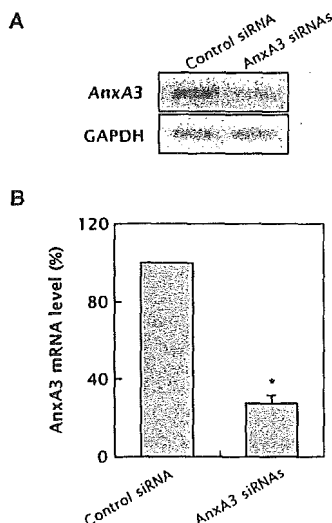 A
Control siRNA
AnxA3 siRNAs
AnxA3
GAPDH
B
AnxA3 mRNA level (%)
120
80
40
0
*
Control siRNA
AnxA3 siRNAs